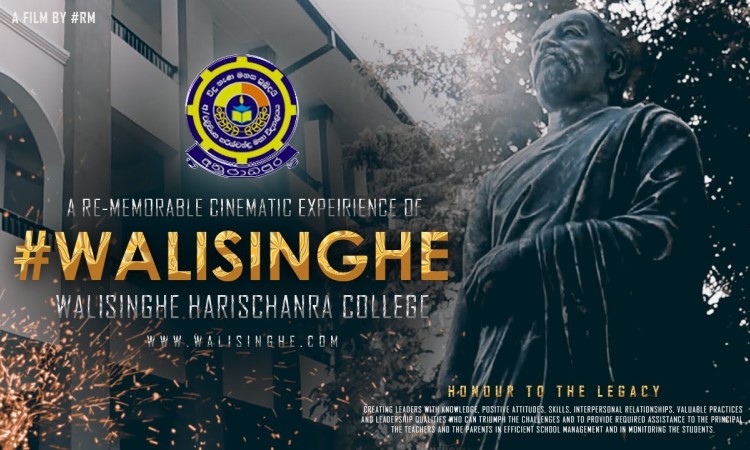 A FILM BY #RM
අනුරාධපුර
A RE-MEMORABLE CINEMATIC EXPEIRIENCE OF
#WALISINGHE
WALISINGHE HARISCHANRA COLLEGE
WWW.WALISINGHE.COM
HONOUR TO THE LEGACY
CREATING LEADERS WITH KNOWLEDGE, POSITIVE ATTITUDES, SKILLS, INTERPERSONAL RELATIONSHIPS, VALUABLE PRACTICES
AND LEADERSHIP QUALITIES WHO CAN TRIUMPH THE CHALLENGES AND TO PROVIDE REQUIRED ASSISTANCE TO THE PRINCIPAL
THE TEACHERS AND THE PARENTS IN EFFICIENT SCHOOL MANAGEMENT AND IN MONITORING THE STUDENTS.